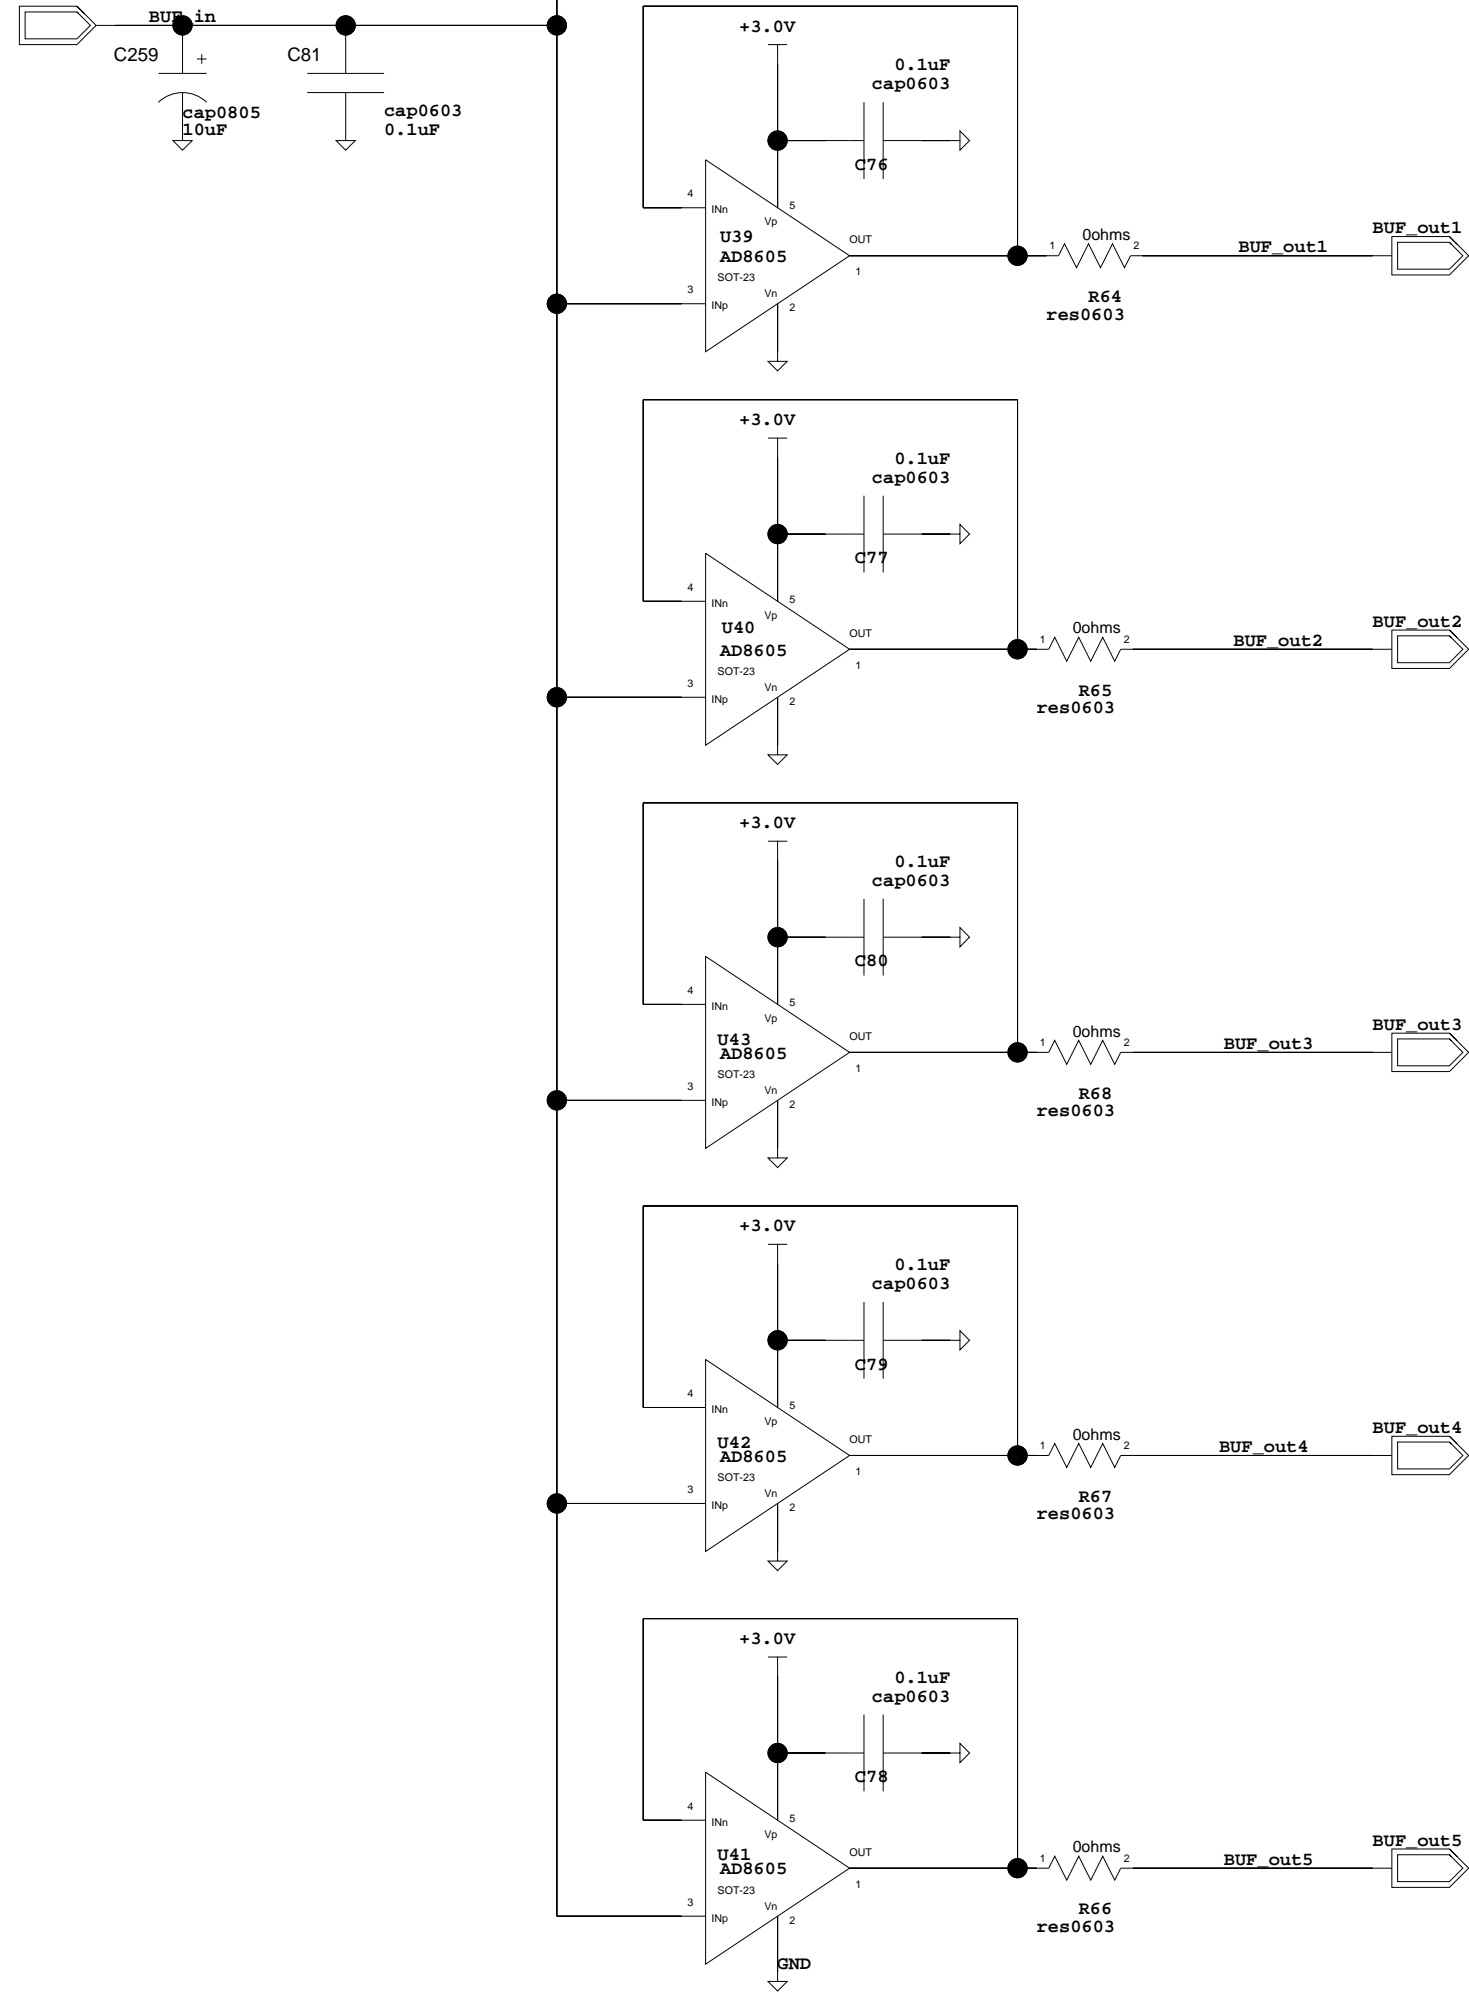 BUF_in
C259
+
cap0805
10uF
C81
cap0603
0.1uF
+3.0V
0.1uF
cap0603
C76
4
INn
5
Vp
U39
AD8605
SOT-23
OUT
1
3
INp
Vn
2
1
0ohms
2
R64
res0603
BUF_out1
BUF_out1
+3.0V
0.1uF
cap0603
C77
4
INn
5
Vp
U40
AD8605
SOT-23
OUT
1
3
INp
Vn
2
1
0ohms
2
R65
res0603
BUF_out2
BUF_out2
+3.0V
0.1uF
cap0603
C80
4
INn
5
Vp
U43
AD8605
SOT-23
OUT
1
3
INp
Vn
2
1
0ohms
2
R68
res0603
BUF_out3
BUF_out3
+3.0V
0.1uF
cap0603
C79
4
INn
5
Vp
U42
AD8605
SOT-23
OUT
1
3
INp
Vn
2
1
0ohms
2
R67
res0603
BUF_out4
BUF_out4
+3.0V
0.1uF
cap0603
C78
4
INn
5
Vp
U41
AD8605
SOT-23
OUT
1
3
INp
Vn
2
GND
1
0ohms
2
R66
res0603
BUF_out5
BUF_out5